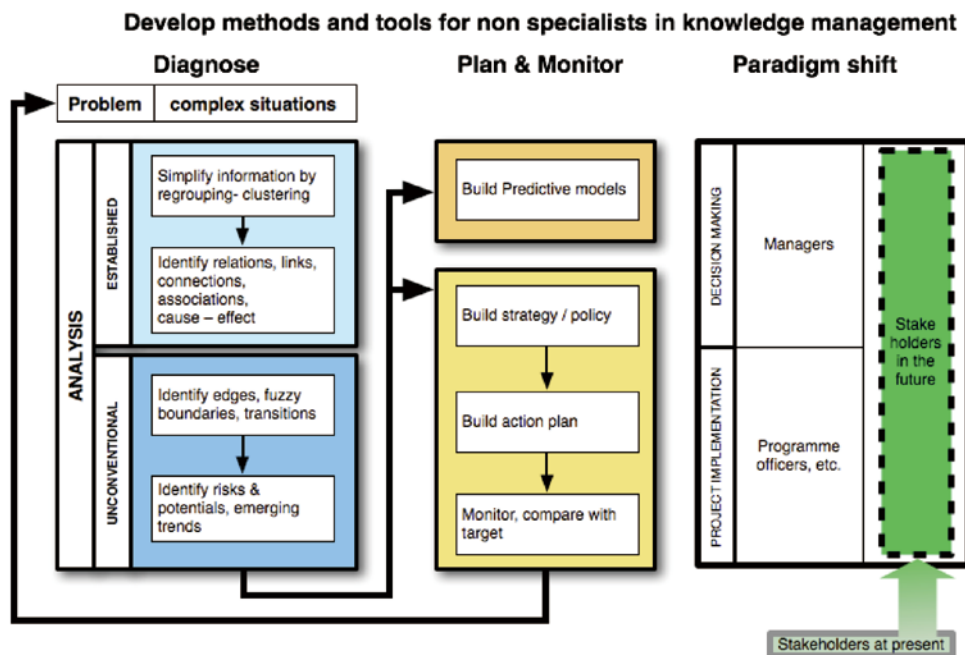 Develop methods and tools for non specialists in knowledge management
Diagnose
Problem
complex situations
ANALYSIS
ESTABLISHED
Simplify information by
regrouping- clustering
Identify relations, links,
connections,
associations,
cause – effect
UNCONVENTIONAL
Identify edges, fuzzy
boundaries, transitions
Identify risks &
potentials, emerging
trends
Plan & Monitor
Build Predictive models
Build strategy / policy
Build action plan
Monitor, compare with
target
Paradigm shift
DECISION MAKING
Managers
PROJECT IMPLEMENTATION
Programme
officers, etc.
Stake
holders
in the
future
Stakeholders at present